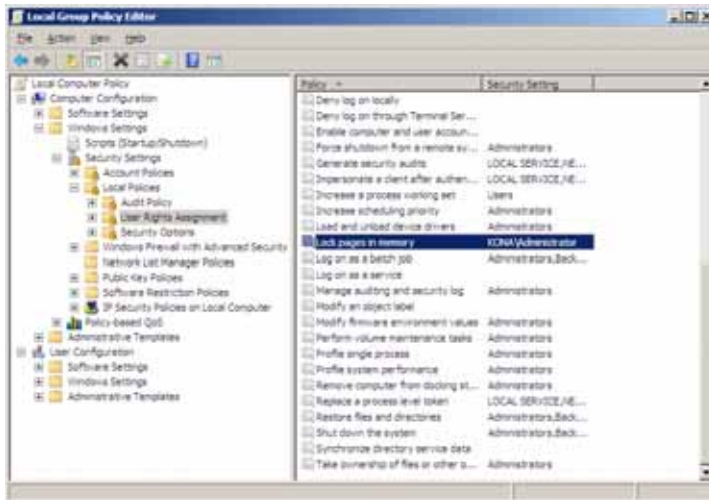 Local Group Policy Editor
File Action View Help
Local Computer Policy
Computer Configuration
Software Settings
Windows Settings
Scripts (Startup/Shutdown)
Security Settings
Account Policies
Local Policies
Audit Policy
User Rights Assignment
Security Options
Windows Firewall with Advanced Security
Network List Manager Policies
Public Key Policies
Software Restriction Policies
IP Security Policies on Local Computer
Policy-based QoS
Administrative Templates
User Configuration
Software Settings
Windows Settings
Administrative Templates
Policy Security Setting
Deny log on locally
Deny log on through Terminal Ser...
Enable computer and user accoun...
Force shutdown from a remote sy... Administrators
Generate security audits LOCAL SERVICE,NE...
Impersonate a client after authen... LOCAL SERVICE,NE...
Increase a process working set Users
Increase scheduling priority Administrators
Load and unload device drivers Administrators
Lock pages in memory KONA\Administrator
Log on as a batch job Administrators,Back...
Log on as a service
Manage auditing and security log Administrators
Modify an object label
Modify firmware environment values Administrators
Perform volume maintenance tasks Administrators
Profile single process Administrators
Profile system performance Administrators
Remove computer from docking st... Administrators
Replace a process level token LOCAL SERVICE,NE...
Restore files and directories Administrators,Back...
Shut down the system Administrators,Back...
Synchronize directory service data
Take ownership of files or other o... Administrators